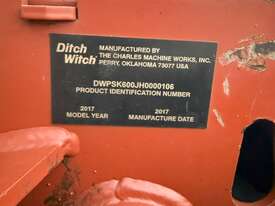 Ditch Witch
MANUFACTURED BY
THE CHARLES MACHINE WORKS, INC.
PERRY, OKLAHOMA 73077 USA
DWPSK600JH0000106
PRODUCT IDENTIFICATION NUMBER
2017
MODEL YEAR
2017
MANUFACTURE DATE